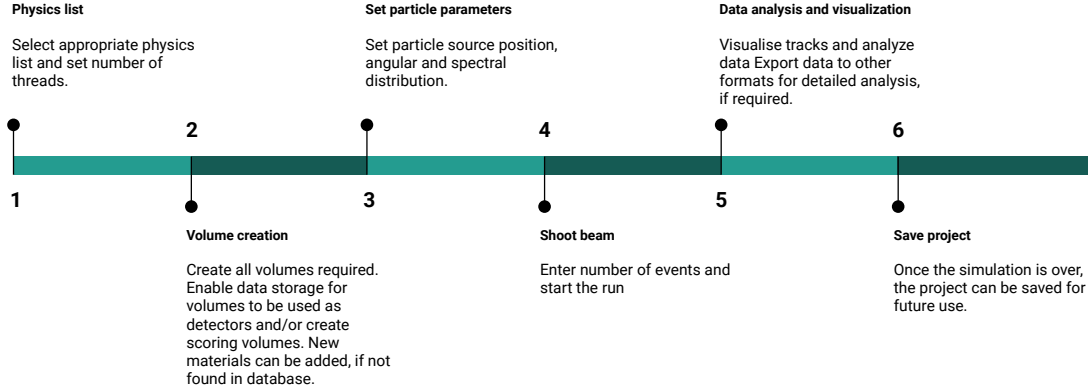 Physics list
Select appropriate physics
list and set number of
threads.
Set particle parameters
Set particle source position,
angular and spectral
distribution.
Data analysis and visualization
Visualise tracks and analyze
data Export data to other
formats for detailed analysis,
if required.
2
4
6
1
3
5
Volume creation
Create all volumes required.
Enable data storage for
volumes to be used as
detectors and/or create
scoring volumes. New
materials can be added, if not
found in database.
Shoot beam
Enter number of events and
start the run
Save project
Once the simulation is over,
the project can be saved for
future use.